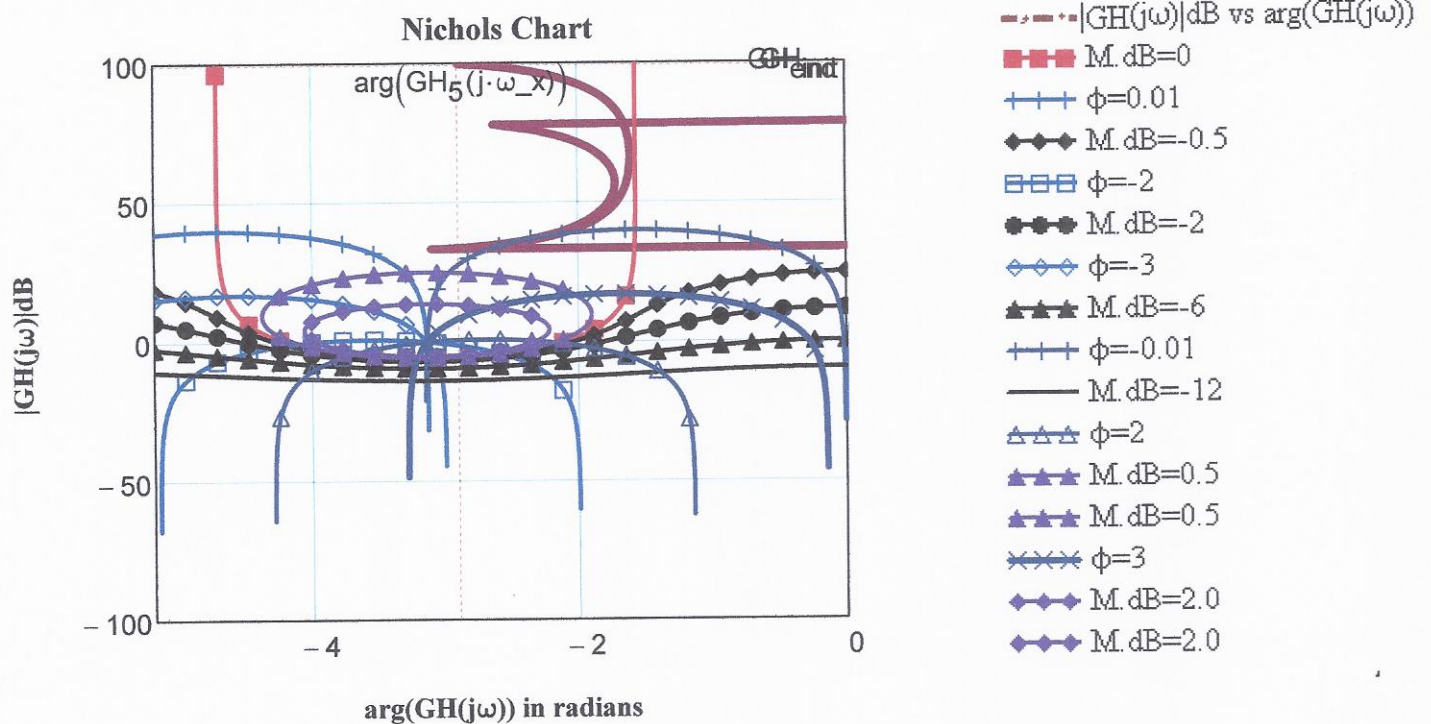 Nichols Chart
100
50
0
– 50
– 100
– 4
– 2
0
|GH(jω)|dB
arg(GH(jω)) in radians
arg(GH5(j·ω_x))
|GH(jω)|dB vs arg(GH(jω))
M.dB=0
ϕ=0.01
M.dB=-0.5
ϕ=-2
M.dB=-2
ϕ=-3
M.dB=-6
ϕ=-0.01
M.dB=-12
ϕ=2
M.dB=0.5
M.dB=0.5
ϕ=3
M.dB=2.0
M.dB=2.0